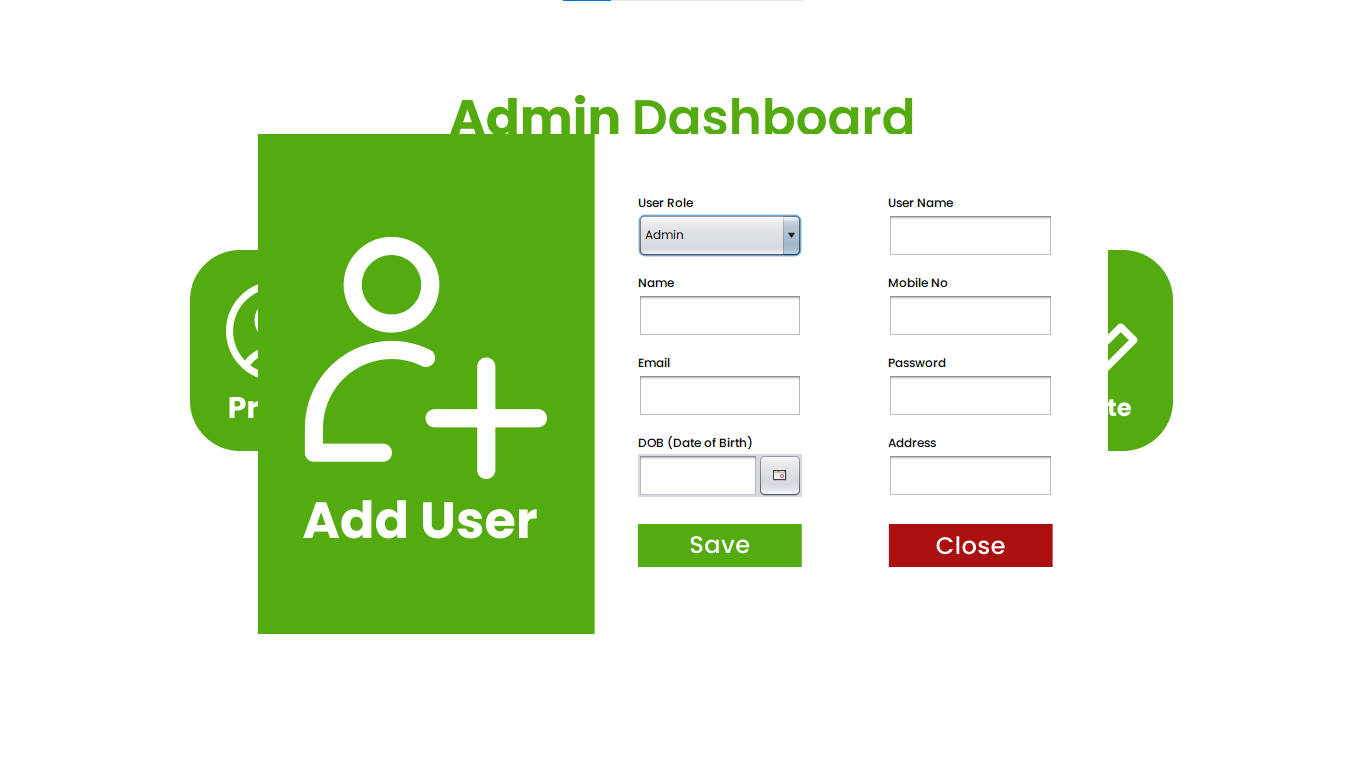 Admin Dashboard
User Role
User Name
Admin
Name
Mobile No
Email
Password
DOB (Date of Birth)
Address
Save
Close
Add User
Pr
te